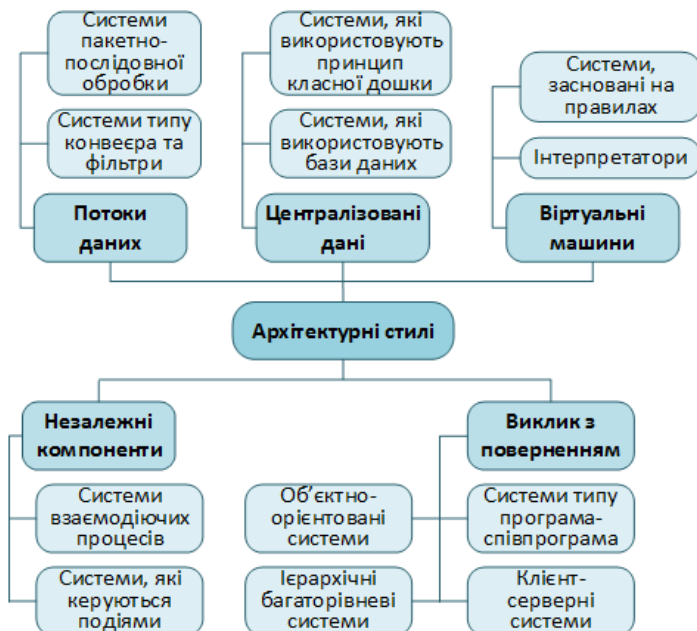 Системи
пакетно-
послідовної
обробки
Системи типу
конвеєра та
фільтри
Потоки
даних
Системи, які
використовують
принцип
класної дошки
Системи, які
використовують
бази даних
Централізовані
дані
Системи,
засновані на
правилах
Інтерпретатори
Віртуальні
машини
Архітектурні стилі
Незалежні
компоненти
Системи
взаємодіючих
процесів
Системи, які
керуються
подіями
Виклик з
поверненням
Об’єктно-
орієнтовані
системи
Системи типу
програма-
співпрограма
Ієрархічні
багаторівневі
системи
Клієнт-
серверні
системи